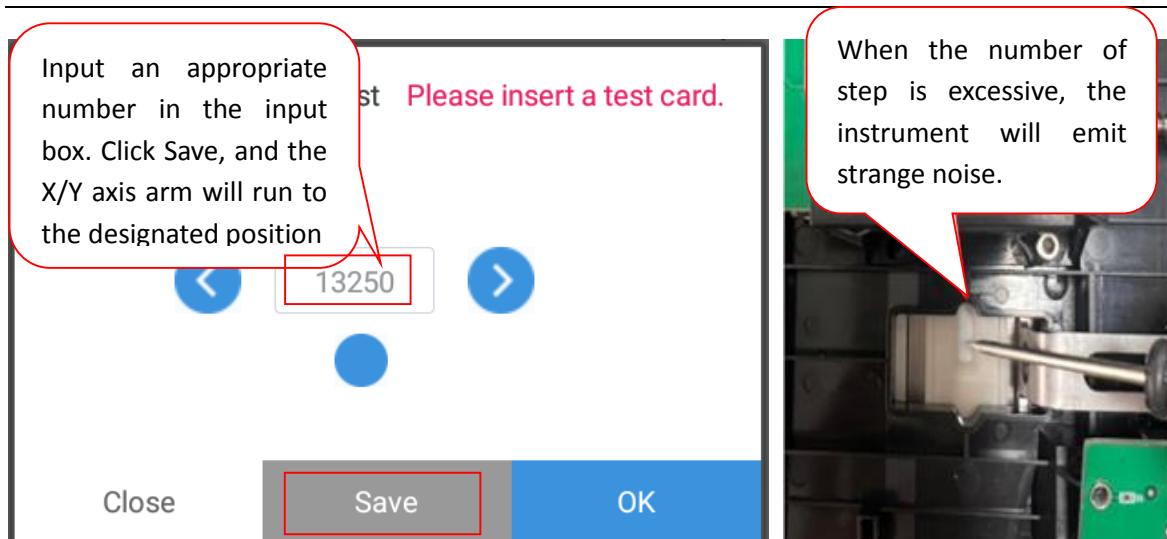 Input an appropriate
number in the input
box. Click Save, and the
X/Y axis arm will run to
the designated position
st Please insert a test card.
13250
Close
Save
OK
When the number of
step is excessive, the
instrument will emit
strange noise.